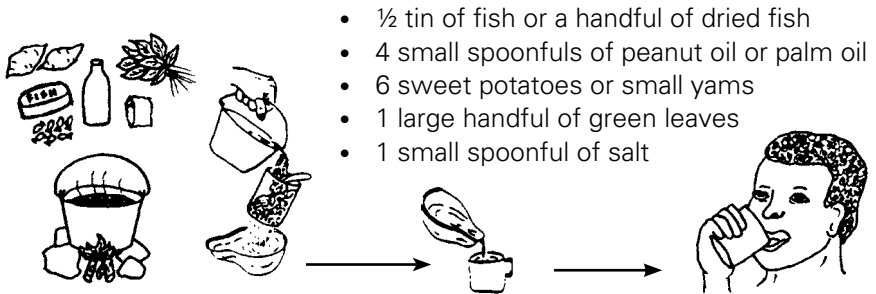 • ½ tin of fish or a handful of dried fish
• 4 small spoonfuls of peanut oil or palm oil
• 6 sweet potatoes or small yams
• 1 large handful of green leaves
• 1 small spoonful of salt
FISH